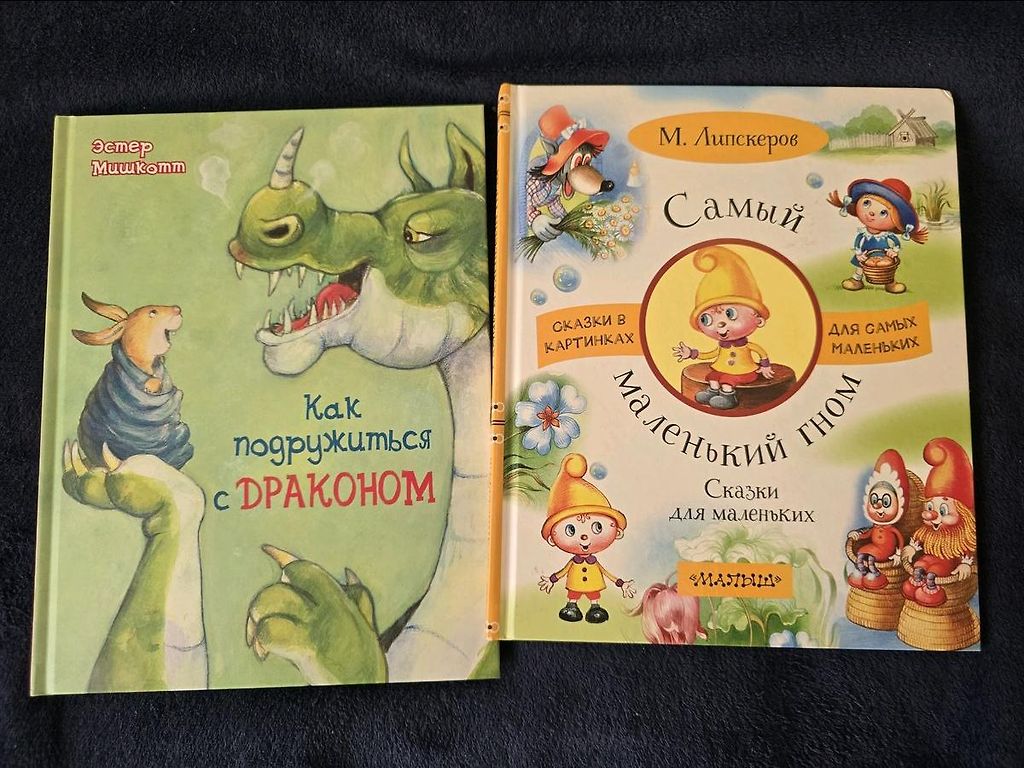 Эстер
Мишкотт
Как
подружиться
с ДРАКОНОМ
М. Липскеров
Самый
СКАЗКИ В
КАРТИНКАХ
ДЛЯ САМЫХ
МАЛЕНЬКИХ
маленький гном
Сказки
для маленьких
«МАЛЫШ»